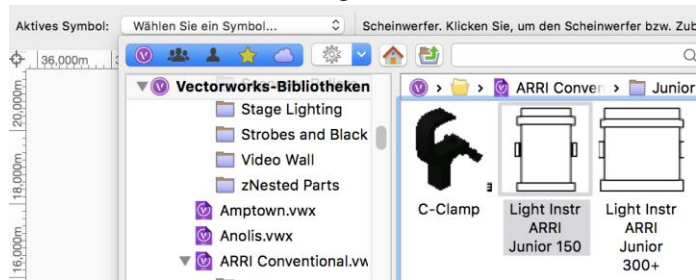 Aktives Symbol: Wählen Sie ein Symbol... Scheinwerfer. Klicken Sie, um den Scheinwerfer bzw. Zub
36,000m
20,000m
18,000m
16,000m
Vectorworks-Bibliotheken
Stage Lighting
Strobes and Black
Video Wall
zNested Parts
Amptown.vwx
Anolis.vwx
ARRI Conventional.vw
ARRI Conven › Junior
C-Clamp
Light Instr
ARRI
Junior 150
Light Instr
ARRI
Junior
300+